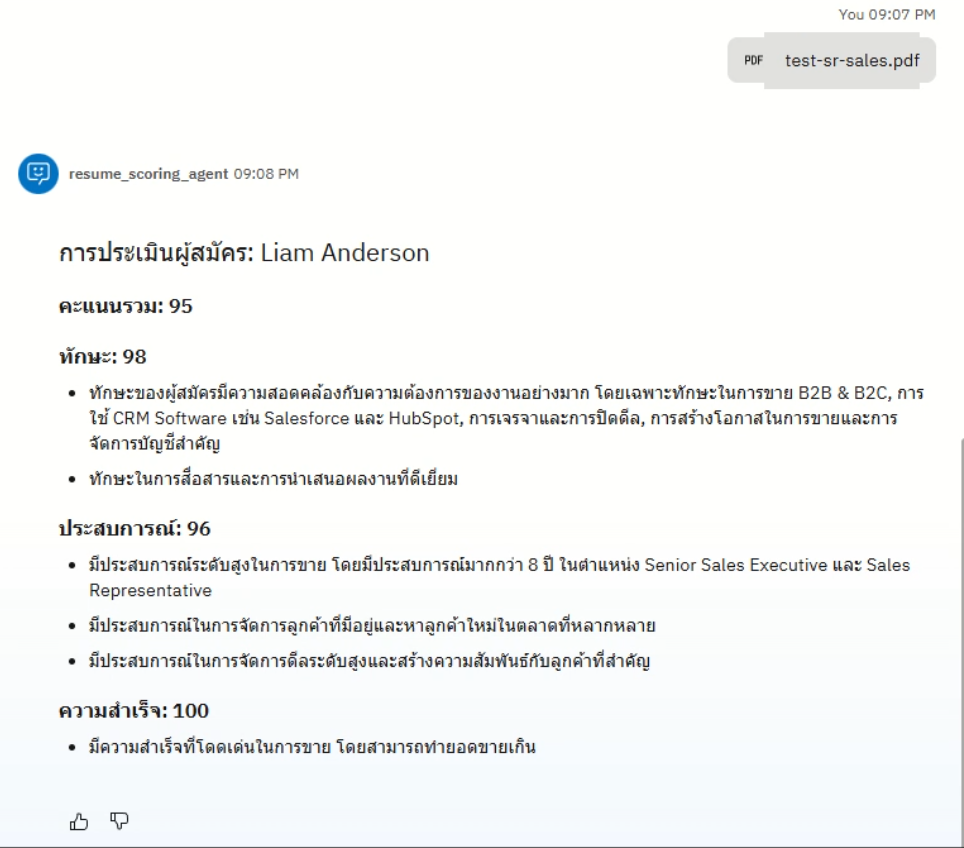 You 09:07 PM
PDF test-sr-sales.pdf
resume_scoring_agent 09:08 PM
การประเมินผู้สมัคร: Liam Anderson
คะแนนรวม: 95
ทักษะ: 98
• ทักษะของผู้สมัครมีความสอดคล้องกับความต้องการของงานอย่างมาก โดยเฉพาะทักษะในการขาย B2B & B2C, การ
ใช้ CRM Software เช่น Salesforce และ HubSpot, การเจรจาและการปิดดีล, การสร้างโอกาสในการขายและการ
จัดการบัญชีสำคัญ
• ทักษะในการสื่อสารและการนำเสนอผลงานที่ดีเยี่ยม
ประสบการณ์: 96
• มีประสบการณ์ระดับสูงในการขาย โดยมีประสบการณ์มากกว่า 8 ปี ในตำแหน่ง Senior Sales Executive และ Sales
Representative
• มีประสบการณ์ในการจัดการลูกค้าที่มีอยู่และหาลูกค้าใหม่ในตลาดที่หลากหลาย
• มีประสบการณ์ในการจัดการดีลระดับสูงและสร้างความสัมพันธ์กับลูกค้าที่สำคัญ
ความสำเร็จ: 100
• มีความสำเร็จที่โดดเด่นในการขาย โดยสามารถทำยอดขายเกิน